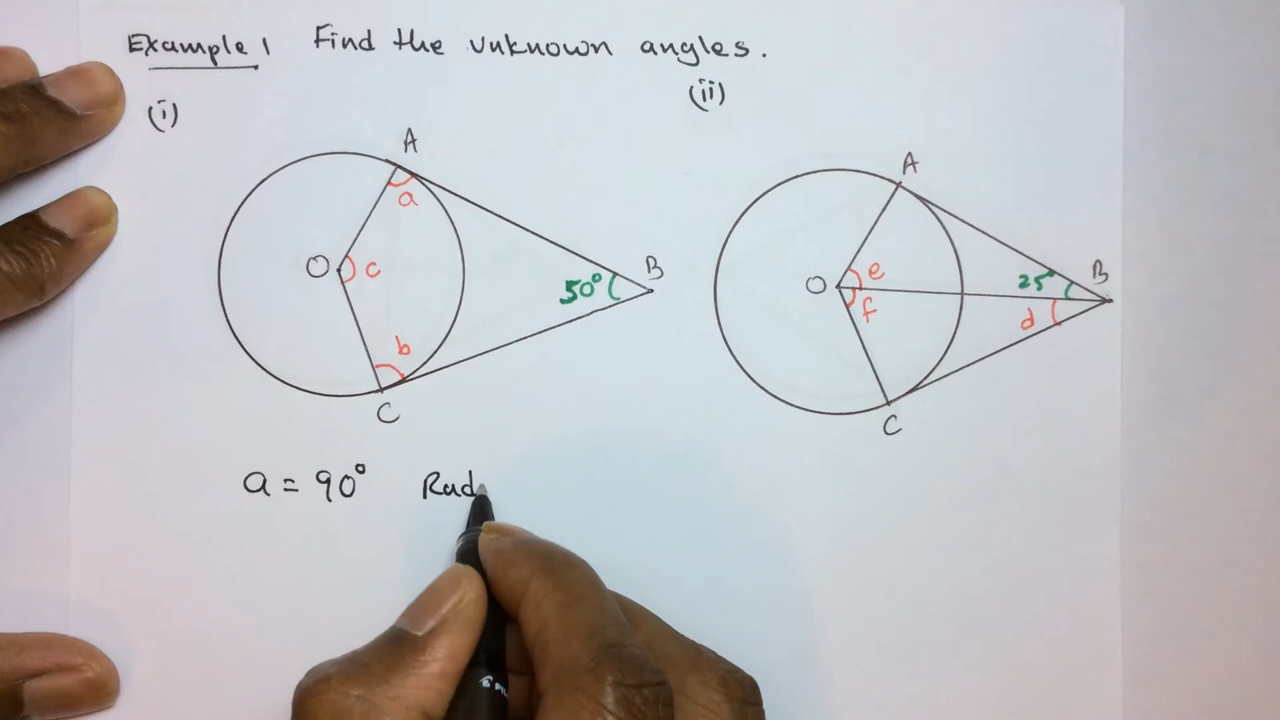 Example 1 Find the unknown angles.
(i)
(ii)
A
a
O
c
B
50°
b
C
A
e
O
f
25°
B
d
C
a = 90° Rad